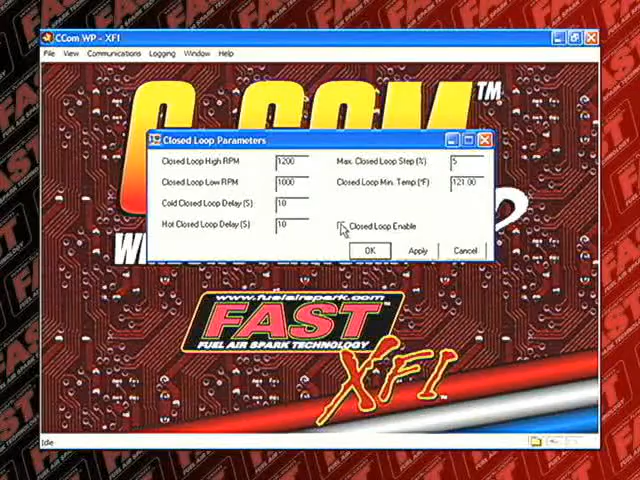 CCom WP - XFI
File View Communications Logging Window Help
C-COM™
Closed Loop Parameters
Closed Loop High RPM 1200 Max. Closed Loop Step (%) 5
Closed Loop Low RPM 1000 Closed Loop Min. Temp (°F) 121.00
Cold Closed Loop Delay (S) 10
Hot Closed Loop Delay (S) 10 Closed Loop Enable
OK Apply Cancel
www.fuelairspark.com
FAST
FUEL AIR SPARK TECHNOLOGY
XFI
Idle